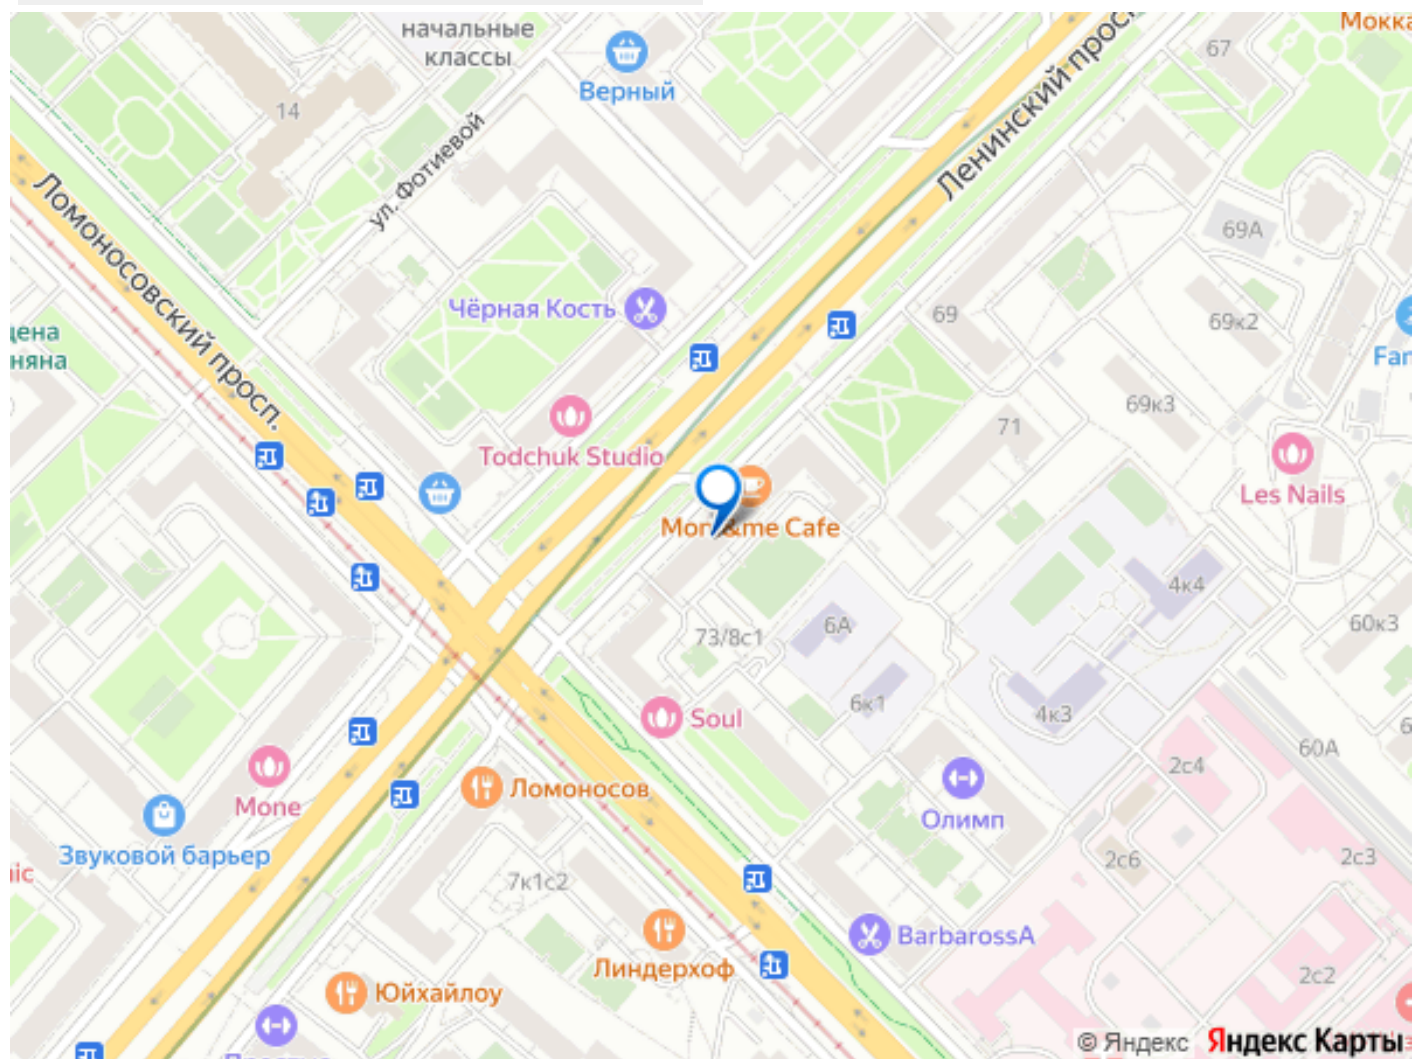 начальные
классы
Верный
Мокка
67
14
Ленинский просп
ул. Фотиевой
Ломоносовский просп.
69А
Чёрная Кость
69
69к2
цена
няна
Fan
69к3
71
Todchuk Studio
Les Nails
Cafe
4к4
73/8с1
6А
60к3
6к1
4к3
Soul
60А
2с4
Mone
Ломоносов
Олимп
Звуковой барьер
2с6
2с3
nic
7к1с2
BarbarossA
Линдерхоф
2с2
Юйхайлоу
© Яндекс Яндекс Карты